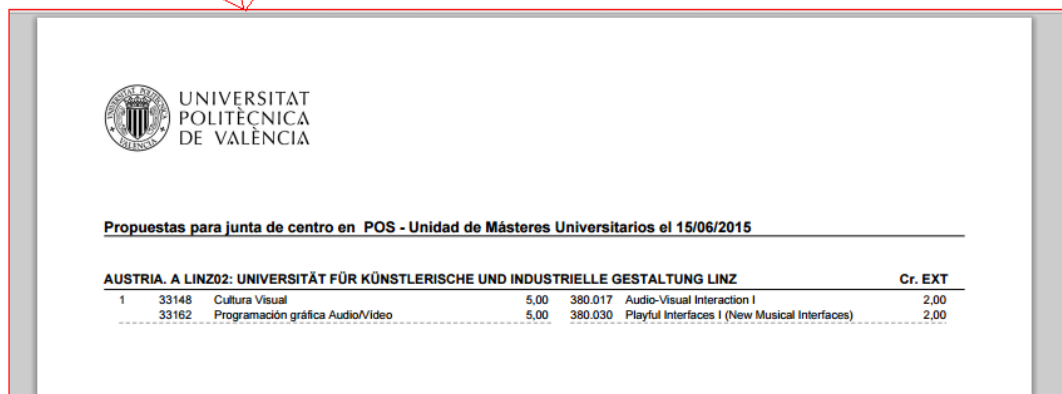 UNIVERSITAT
POLITÈCNICA
DE VALÈNCIA
Propuestas para junta de centro en POS - Unidad de Másteres Universitarios el 15/06/2015
AUSTRIA. A LINZ02: UNIVERSITÄT FÜR KÜNSTLERISCHE UND INDUSTRIELLE GESTALTUNG LINZ Cr. EXT
1 33148 Cultura Visual 5,00 380.017 Audio-Visual Interaction I 2,00
33162 Programación gráfica Audio/Vídeo 5,00 380.030 Playful Interfaces I (New Musical Interfaces) 2,00